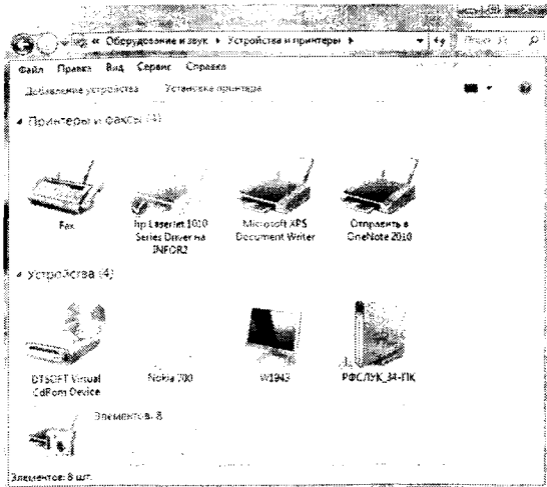 « Оборудование и звук ▸ Устройства и принтеры ▸
Файл Правка Вид Сервис Справка
Добавление устройства Установка принтера
Принтеры и факсы (4)
Fax
hp LaserJet 1010
Series Driver на
INFOR2
Microsoft XPS
Document Writer
Отправить в
OneNote 2010
Устройства (4)
DTSOFT Virtual
CdRom Device
Nokia 700
W1943
РФСЛУК_34-ПК
Элементов: 8
Элементов: 8 шт.